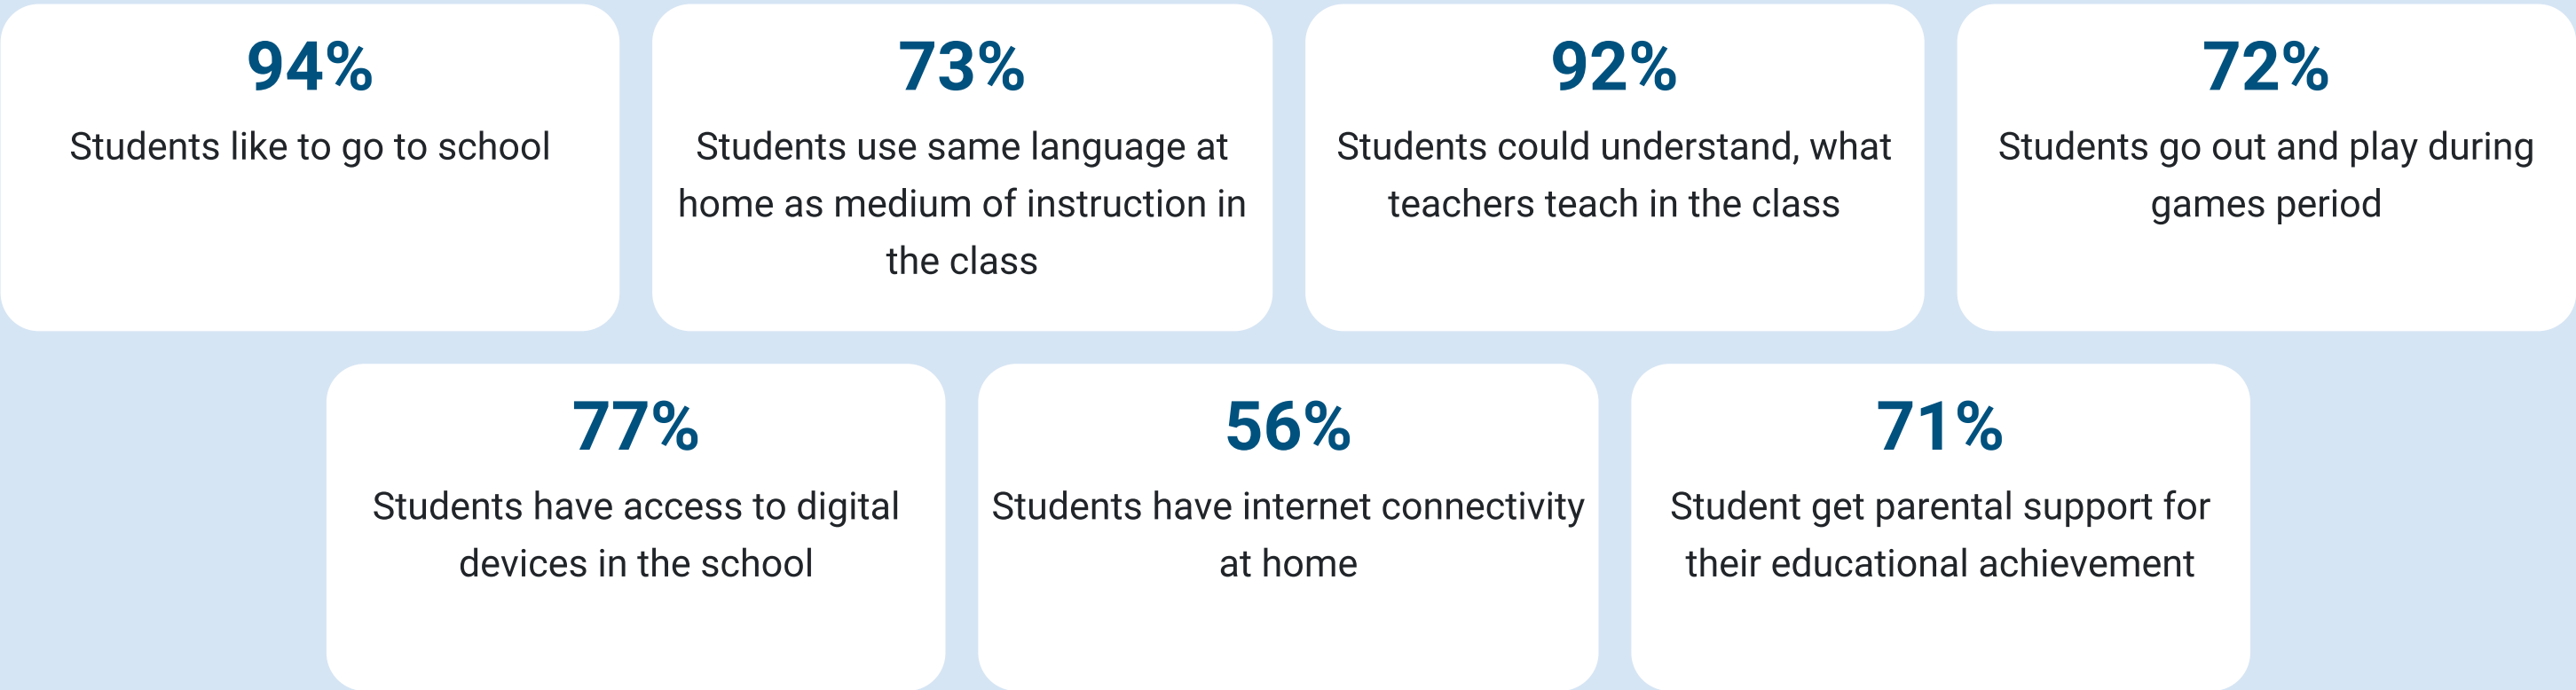 94%
Students like to go to school
73%
Students use same language at
home as medium of instruction in
the class
92%
Students could understand, what
teachers teach in the class
72%
Students go out and play during
games period
77%
Students have access to digital
devices in the school
56%
Students have internet connectivity
at home
71%
Student get parental support for
their educational achievement